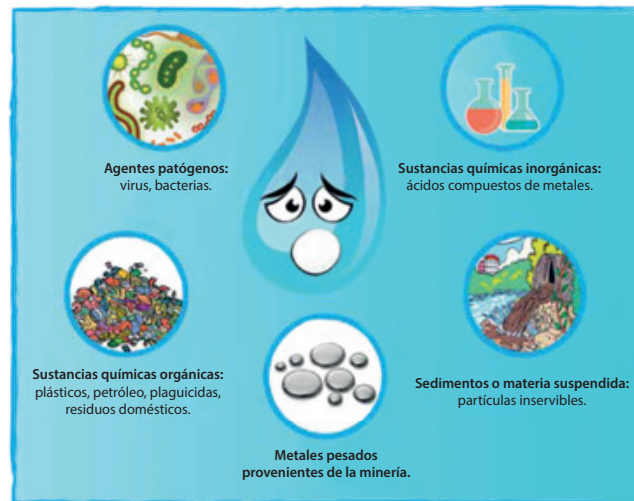 Agentes patógenos:
virus, bacterias.
Sustancias químicas inorgánicas:
ácidos compuestos de metales.
Sustancias químicas orgánicas:
plásticos, petróleo, plaguicidas,
residuos domésticos.
Sedimentos o materia suspendida:
partículas inservibles.
Metales pesados
provenientes de la minería.